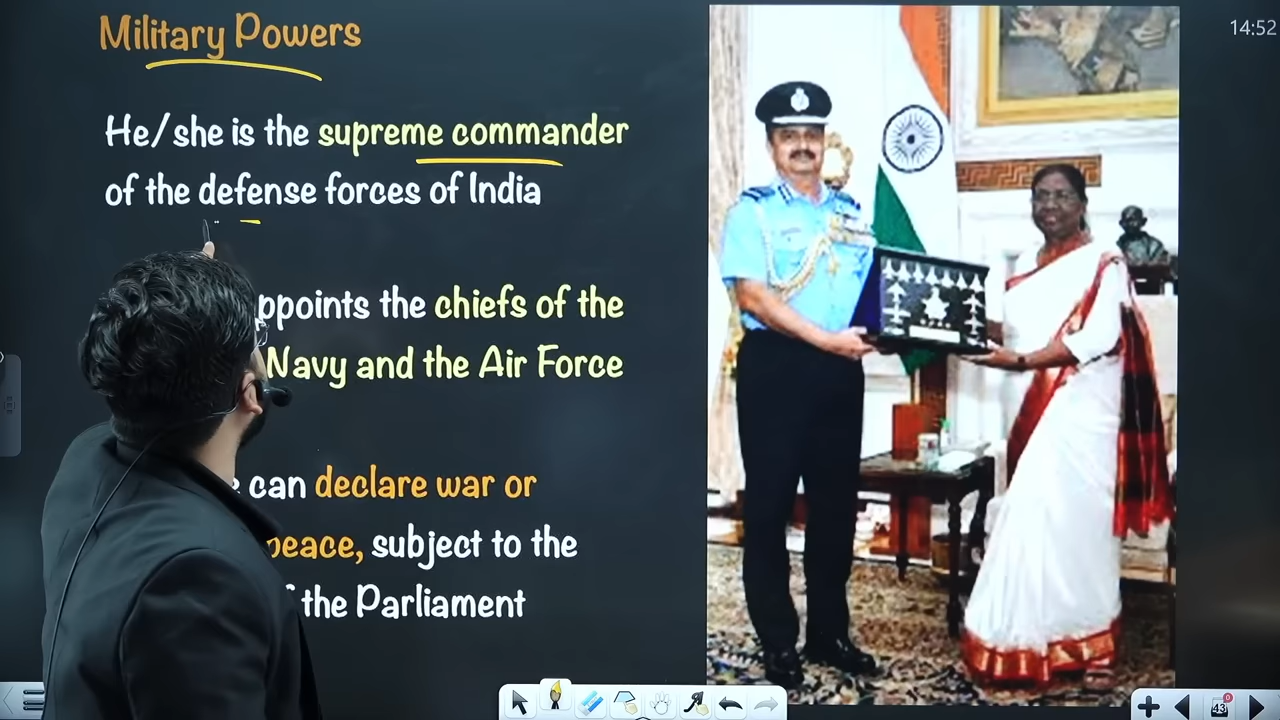 Military Powers
14:52
He/she is the supreme commander
of the defense forces of India
ppoints the chiefs of the
Navy and the Air Force
can declare war or
peace, subject to the
the Parliament
43